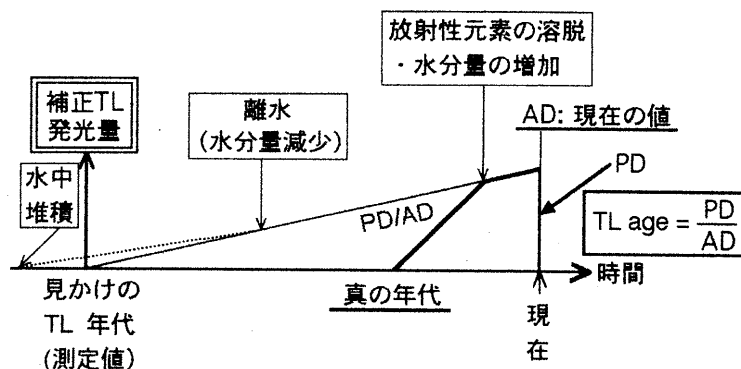 放射性元素の溶脱
・水分量の増加
補正TL
発光量
離水
(水分量減少)
AD: 現在の値
水中
堆積
PD
PD/AD
TL age = PD/AD
時間
見かけの
TL 年代
(測定値)
真の年代
現在